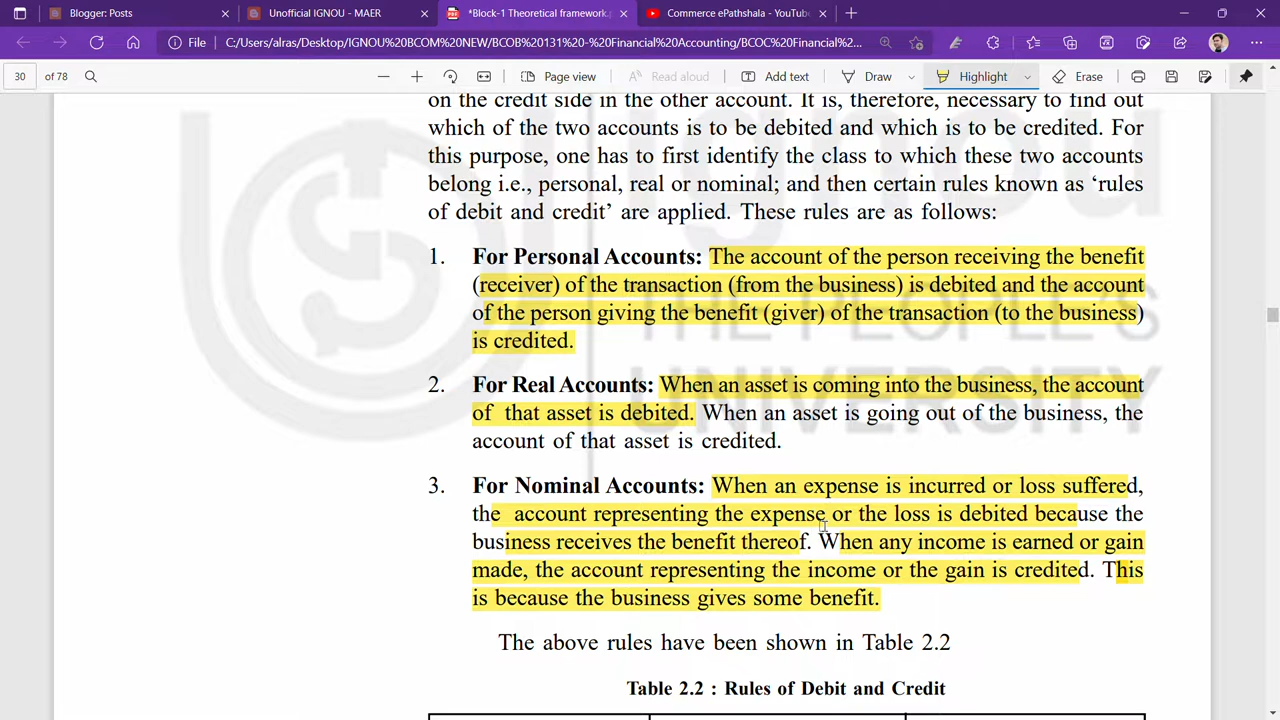 Blogger: Posts
Unofficial IGNOU - MAER
*Block-1 Theoretical framework.
Commerce ePathshala - YouTub
File
C:/Users/alras/Desktop/IGNOU%20BCOM%20NEW/BCOB%20131%20-%20Financial%20Accounting/BCOC%20Financial%2...
30 of 78
Page view
Read aloud
Add text
Draw
Highlight
Erase
on the credit side in the other account. It is, therefore, necessary to find out
which of the two accounts is to be debited and which is to be credited. For
this purpose, one has to first identify the class to which these two accounts
belong i.e., personal, real or nominal; and then certain rules known as ‘rules
of debit and credit’ are applied. These rules are as follows:
1. For Personal Accounts: The account of the person receiving the benefit
(receiver) of the transaction (from the business) is debited and the account
of the person giving the benefit (giver) of the transaction (to the business)
is credited.
2. For Real Accounts: When an asset is coming into the business, the account
of that asset is debited. When an asset is going out of the business, the
account of that asset is credited.
3. For Nominal Accounts: When an expense is incurred or loss suffered,
the account representing the expense or the loss is debited because the
business receives the benefit thereof. When any income is earned or gain
made, the account representing the income or the gain is credited. This
is because the business gives some benefit.
The above rules have been shown in Table 2.2
Table 2.2 : Rules of Debit and Credit
ignou
THE PEOPLE'S
UNIVERSITY